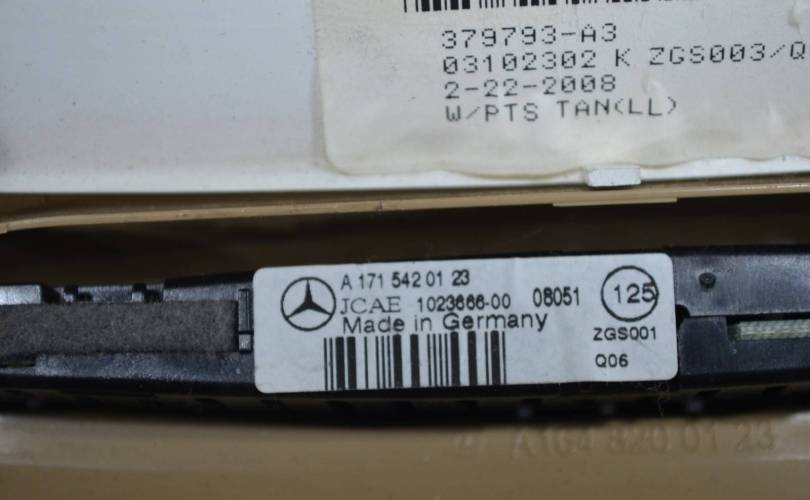 379793-A3
03102302 K ZGS003/Q
2-22-2008
W/PTS TAN(LL)
A 171 542 01 23
JCAE 1023666-00 08051
125
Made in Germany
ZGS001
Q06
A164 820 01 23